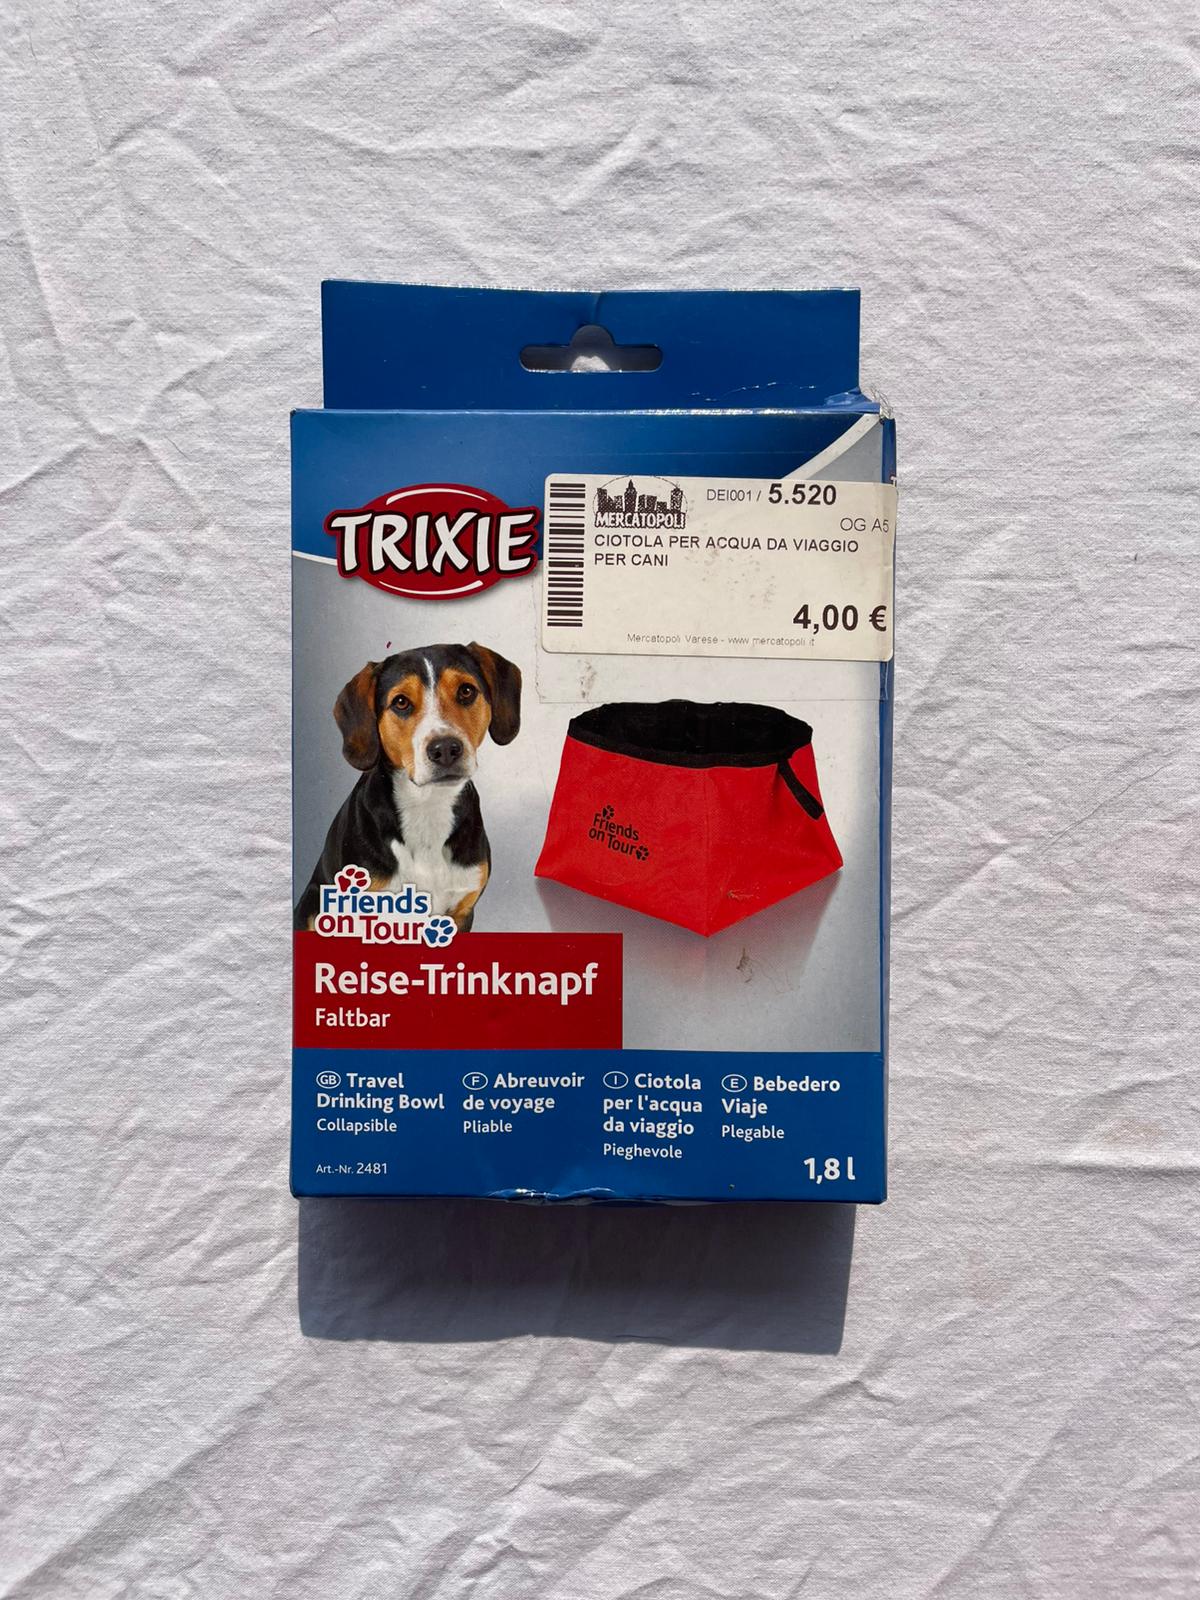 TRIXIE
MERCATOPOLI
DEI001 / 5.520
OG A5
CIOTOLA PER ACQUA DA VIAGGIO
PER CANI
4,00 €
Mercatopoli Varese - www.mercatopoli.it
Friends
on Tour
Friends
on Tour
Reise-Trinknapf
Faltbar
GB Travel
Drinking Bowl
Collapsible
F Abreuvoir
de voyage
Pliable
I Ciotola
per l'acqua
da viaggio
Pieghevole
E Bebedero
Viaje
Plegable
Art.-Nr. 2481
1,8 l